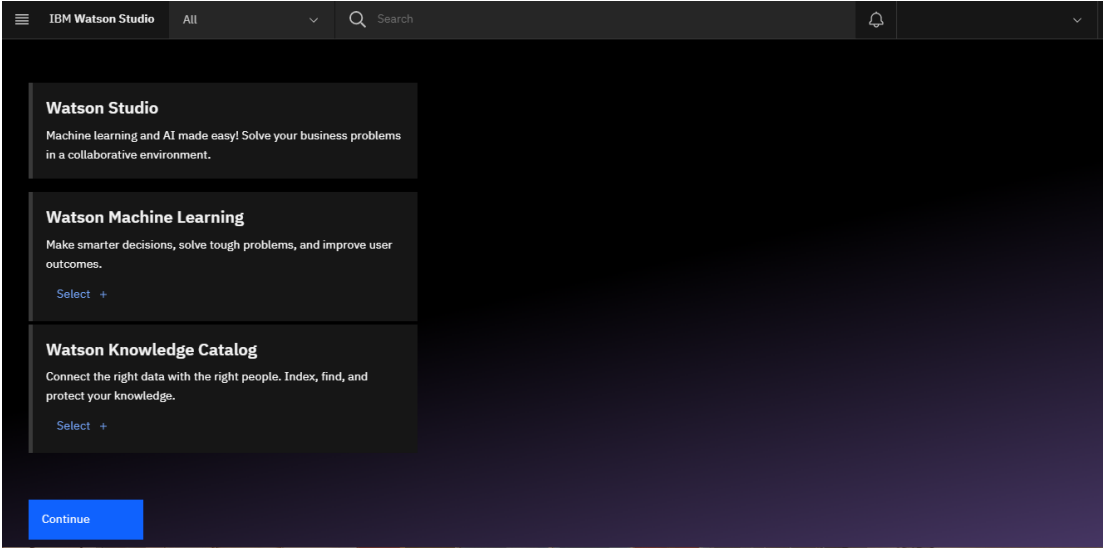 IBM Watson Studio
All
Search
Watson Studio
Machine learning and AI made easy! Solve your business problems
in a collaborative environment.
Watson Machine Learning
Make smarter decisions, solve tough problems, and improve user
outcomes.
Select +
Watson Knowledge Catalog
Connect the right data with the right people. Index, find, and
protect your knowledge.
Select +
Continue